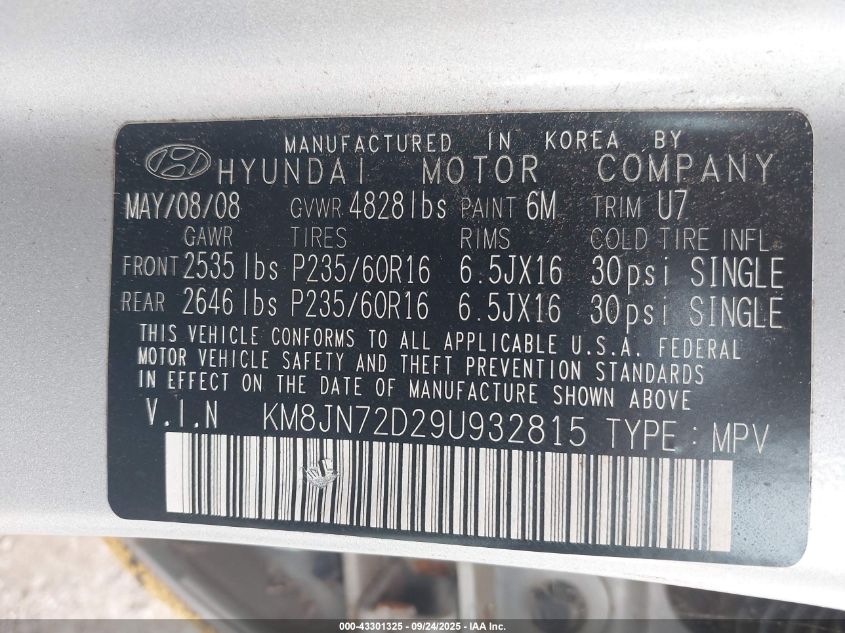 MANUFACTURED IN KOREA BY
HYUNDAI MOTOR COMPANY
MAY/08/08 GVWR 4828lbs PAINT 6M TRIM U7
GAWR TIRES RIMS COLD TIRE INFL.
FRONT 2535lbs P235/60R16 6.5JX16 30psi SINGLE
REAR 2646lbs P235/60R16 6.5JX16 30psi SINGLE
THIS VEHICLE CONFORMS TO ALL APPLICABLE U.S.A. FEDERAL
MOTOR VEHICLE SAFETY AND THEFT PREVENTION STANDARDS
IN EFFECT ON THE DATE OF MANUFACTURE SHOWN ABOVE
V.I.N KM8JN72D29U932815 TYPE:MPV
000-43301325 - 09/24/2025 - IAA Inc.